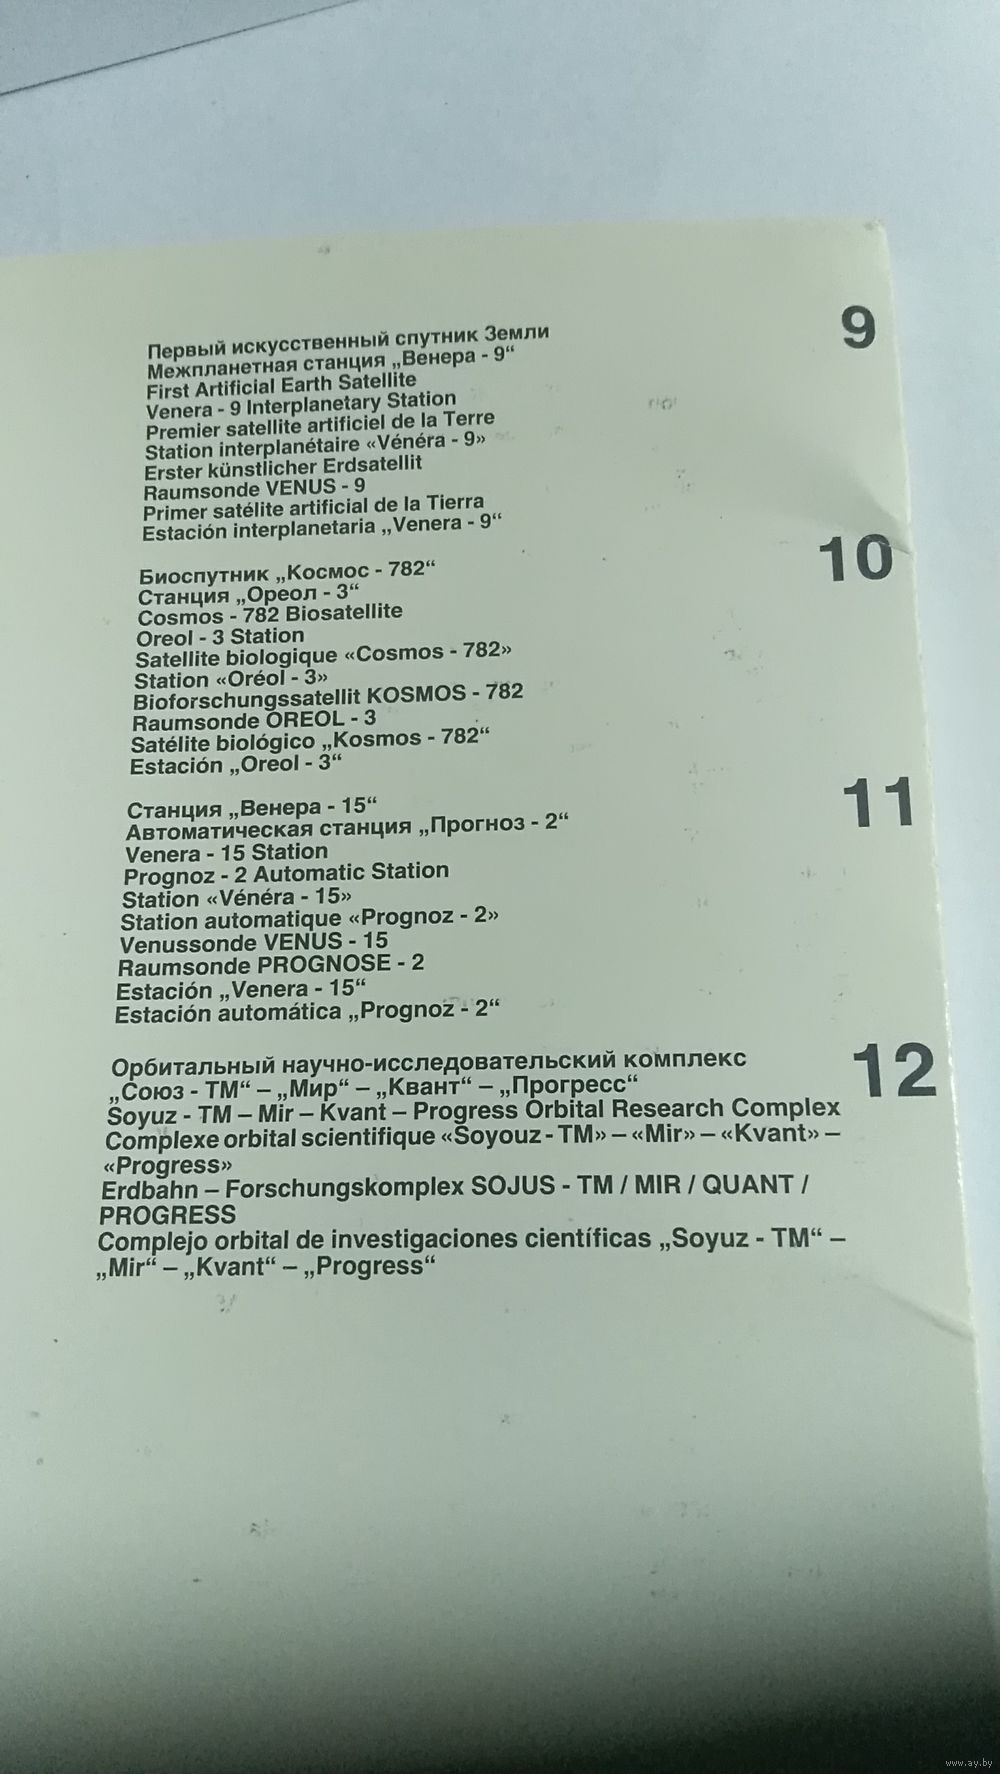 9
Первый искусственный спутник Земли
Межпланетная станция „Венера - 9“
First Artificial Earth Satellite
Venera - 9 Interplanetary Station
Premier satellite artificiel de la Terre
Station interplanétaire «Vénéra - 9»
Erster künstlicher Erdsatellit
Raumsonde VENUS - 9
Primer satélite artificial de la Tierra
Estación interplanetaria „Venera - 9“
10
Биоспутник „Космос - 782“
Станция „Ореол - 3“
Cosmos - 782 Biosatellite
Oreol - 3 Station
Satellite biologique «Cosmos - 782»
Station «Oréol - 3»
Bioforschungssatellit KOSMOS - 782
Raumsonde OREOL - 3
Satélite biológico „Kosmos - 782“
Estación „Oreol - 3“
11
Станция „Венера - 15“
Автоматическая станция „Прогноз - 2“
Venera - 15 Station
Prognoz - 2 Automatic Station
Station «Vénéra - 15»
Station automatique «Prognoz - 2»
Venussonde VENUS - 15
Raumsonde PROGNOSE - 2
Estación „Venera - 15“
Estación automática „Prognoz - 2“
12
Орбитальный научно-исследовательский комплекс
„Союз - ТМ“ – „Мир“ – „Квант“ – „Прогресс“
Soyuz - TM – Mir – Kvant – Progress Orbital Research Complex
Complexe orbital scientifique «Soyouz - TM» – «Mir» – «Kvant» –
«Progress»
Erdbahn – Forschungskomplex SOJUS - TM / MIR / QUANT /
PROGRESS
Complejo orbital de investigaciones científicas „Soyuz - TM“ –
„Mir“ – „Kvant“ – „Progress“
www.ay.by